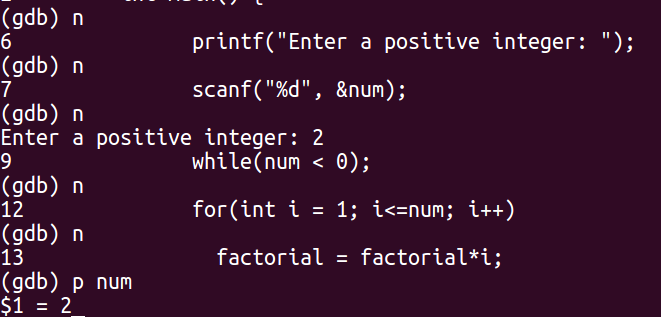 (gdb) n
6 printf("Enter a positive integer: ");
(gdb) n
7 scanf("%d", &num);
(gdb) n
Enter a positive integer: 2
9 while(num < 0);
(gdb) n
12 for(int i = 1; i<=num; i++)
(gdb) n
13 factorial = factorial*i;
(gdb) p num
$1 = 2